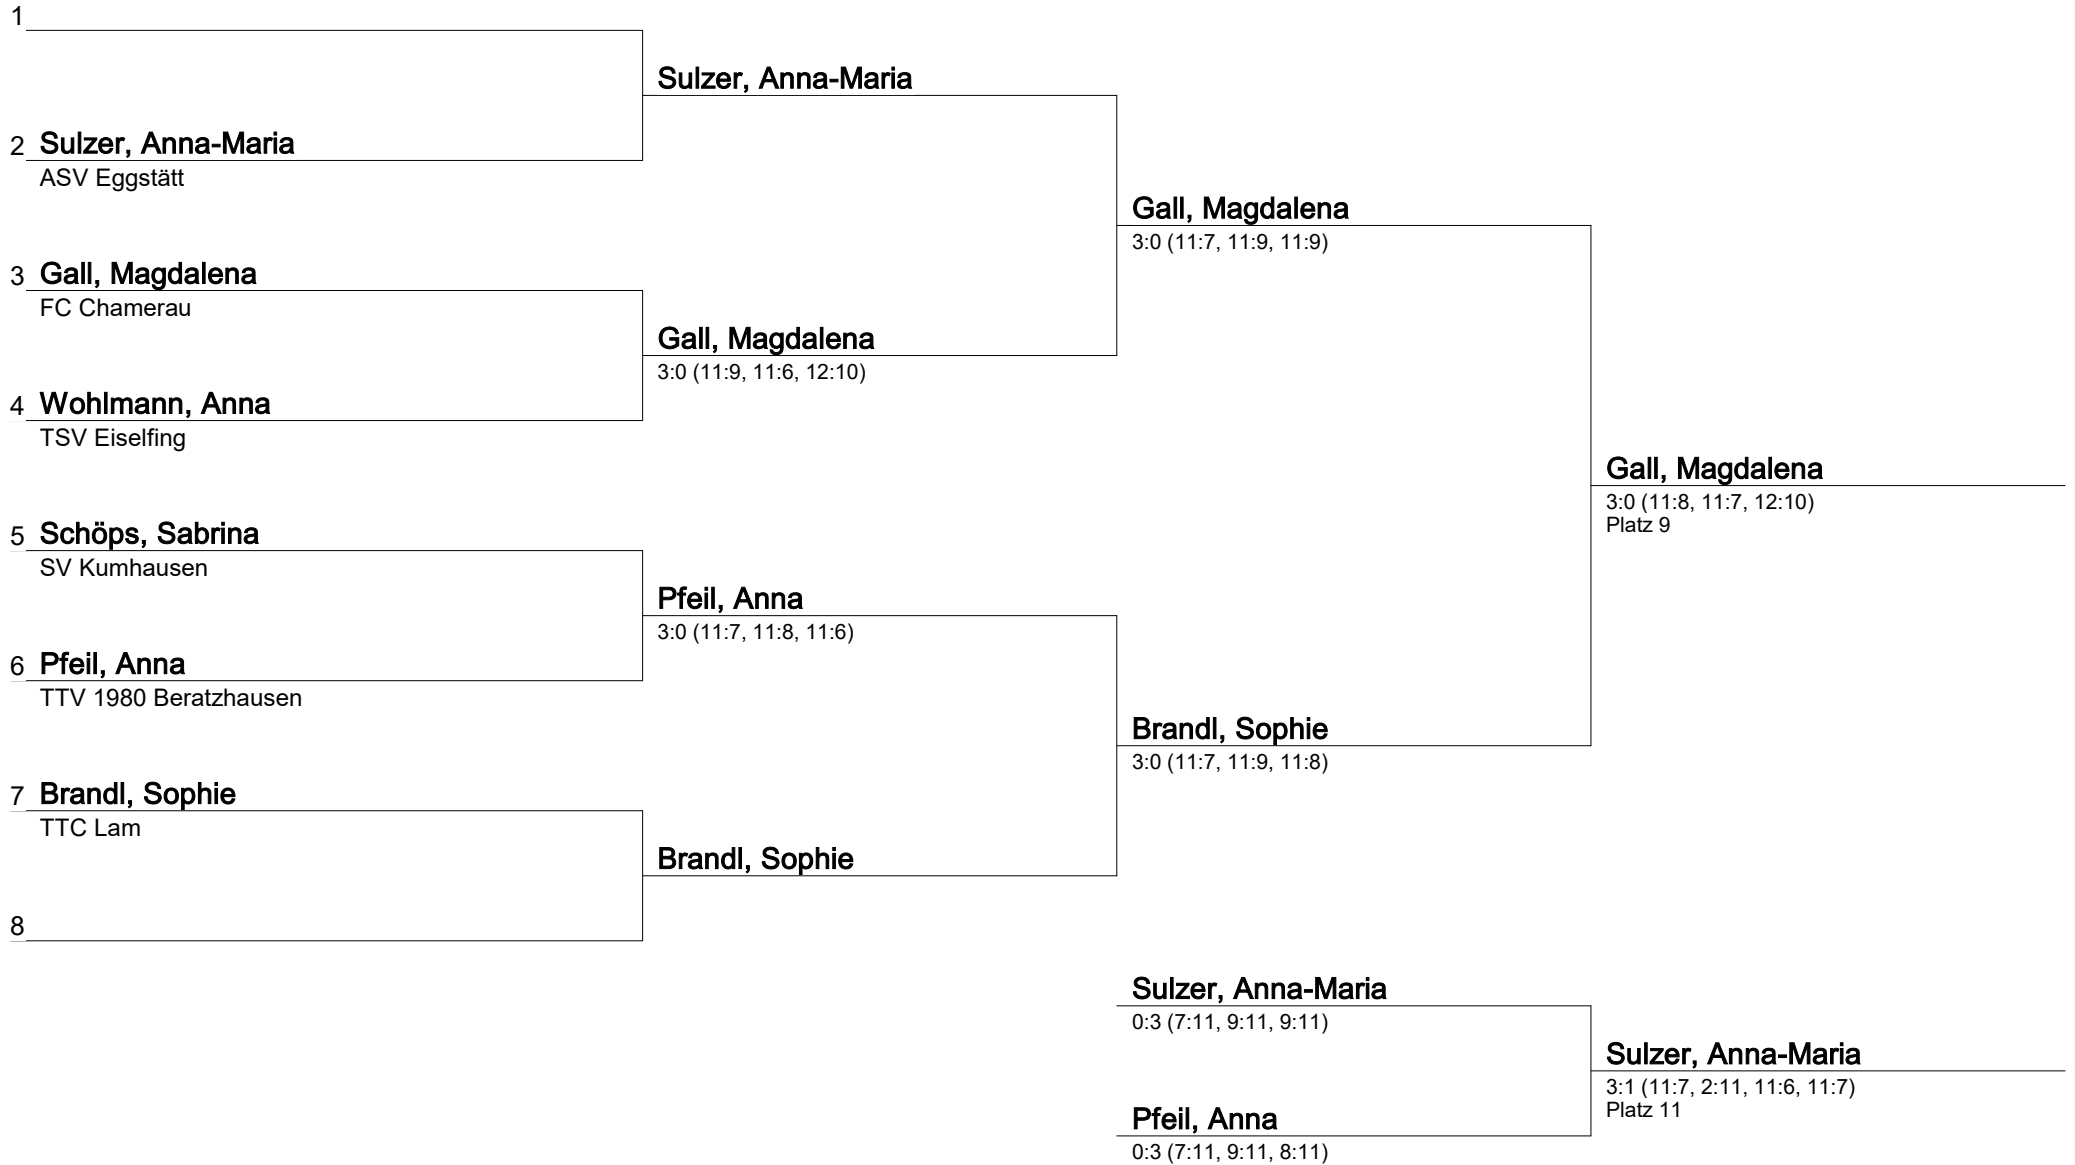 1
Sulzer, Anna-Maria
2 Sulzer, Anna-Maria
ASV Eggstätt
Gall, Magdalena
3:0 (11:7, 11:9, 11:9)
3 Gall, Magdalena
FC Chamerau
Gall, Magdalena
3:0 (11:9, 11:6, 12:10)
4 Wohlmann, Anna
TSV Eiselfing
Gall, Magdalena
3:0 (11:8, 11:7, 12:10)
Platz 9
5 Schöps, Sabrina
SV Kumhausen
Pfeil, Anna
3:0 (11:7, 11:8, 11:6)
6 Pfeil, Anna
TTV 1980 Beratzhausen
Brandl, Sophie
3:0 (11:7, 11:9, 11:8)
7 Brandl, Sophie
TTC Lam
Brandl, Sophie
8
Sulzer, Anna-Maria
0:3 (7:11, 9:11, 9:11)
Sulzer, Anna-Maria
3:1 (11:7, 2:11, 11:6, 11:7)
Platz 11
Pfeil, Anna
0:3 (7:11, 9:11, 8:11)